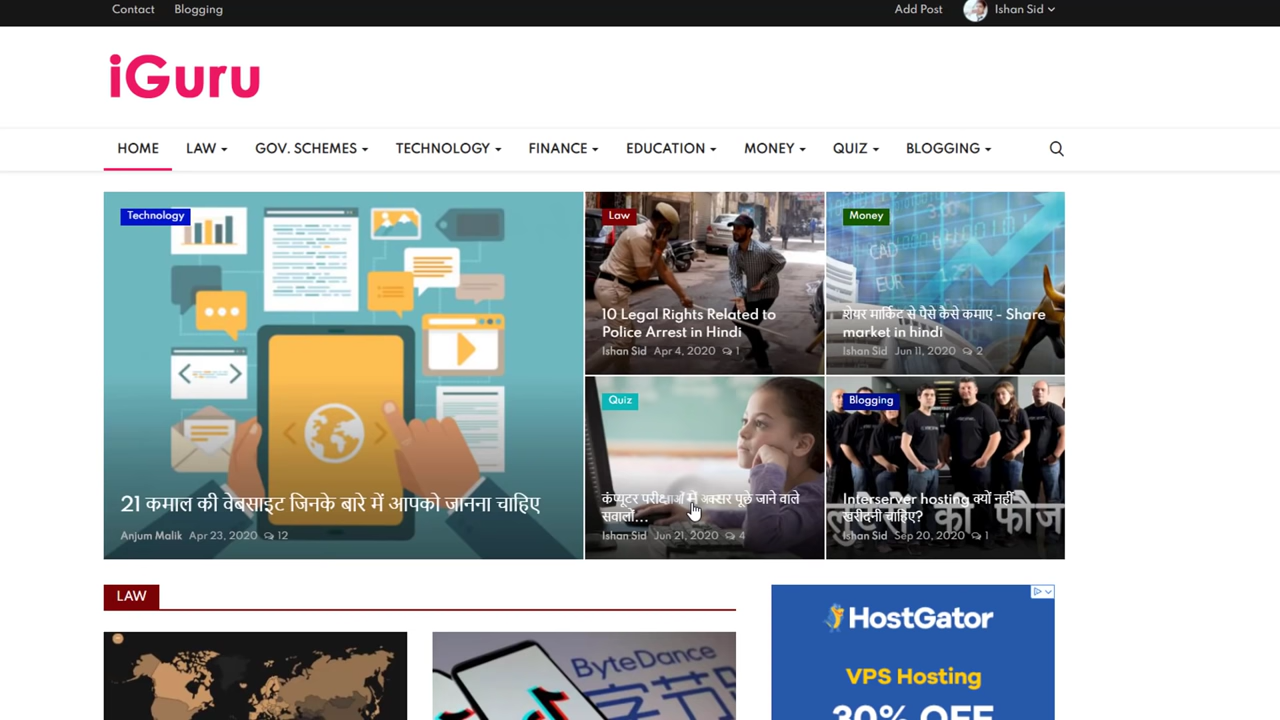 Contact Blogging Add Post Ishan Sid
iGuru
HOME LAW GOV. SCHEMES TECHNOLOGY FINANCE EDUCATION MONEY QUIZ BLOGGING
Technology
21 कमाल की वेबसाइट जिनके बारे में आपको जानना चाहिए
Anjum Malik Apr 23, 2020 12
Law
10 Legal Rights Related to
Police Arrest in Hindi
Ishan Sid Apr 4, 2020 1
Money
CAD
EUR
शेयर मार्किट से पैसे कैसे कमाए - Share
market in hindi
Ishan Sid Jun 11, 2020 2
Quiz
कंप्यूटर परीक्षाओं में अक्सर पूछे जाने वाले
सवालों...
Ishan Sid Jun 21, 2020 4
Blogging
Interserver hosting क्यों नहीं
खरीदनी चाहिए?
की फौज
Ishan Sid Sep 20, 2020 1
LAW
ByteDance
HostGator
VPS Hosting
30% OFF